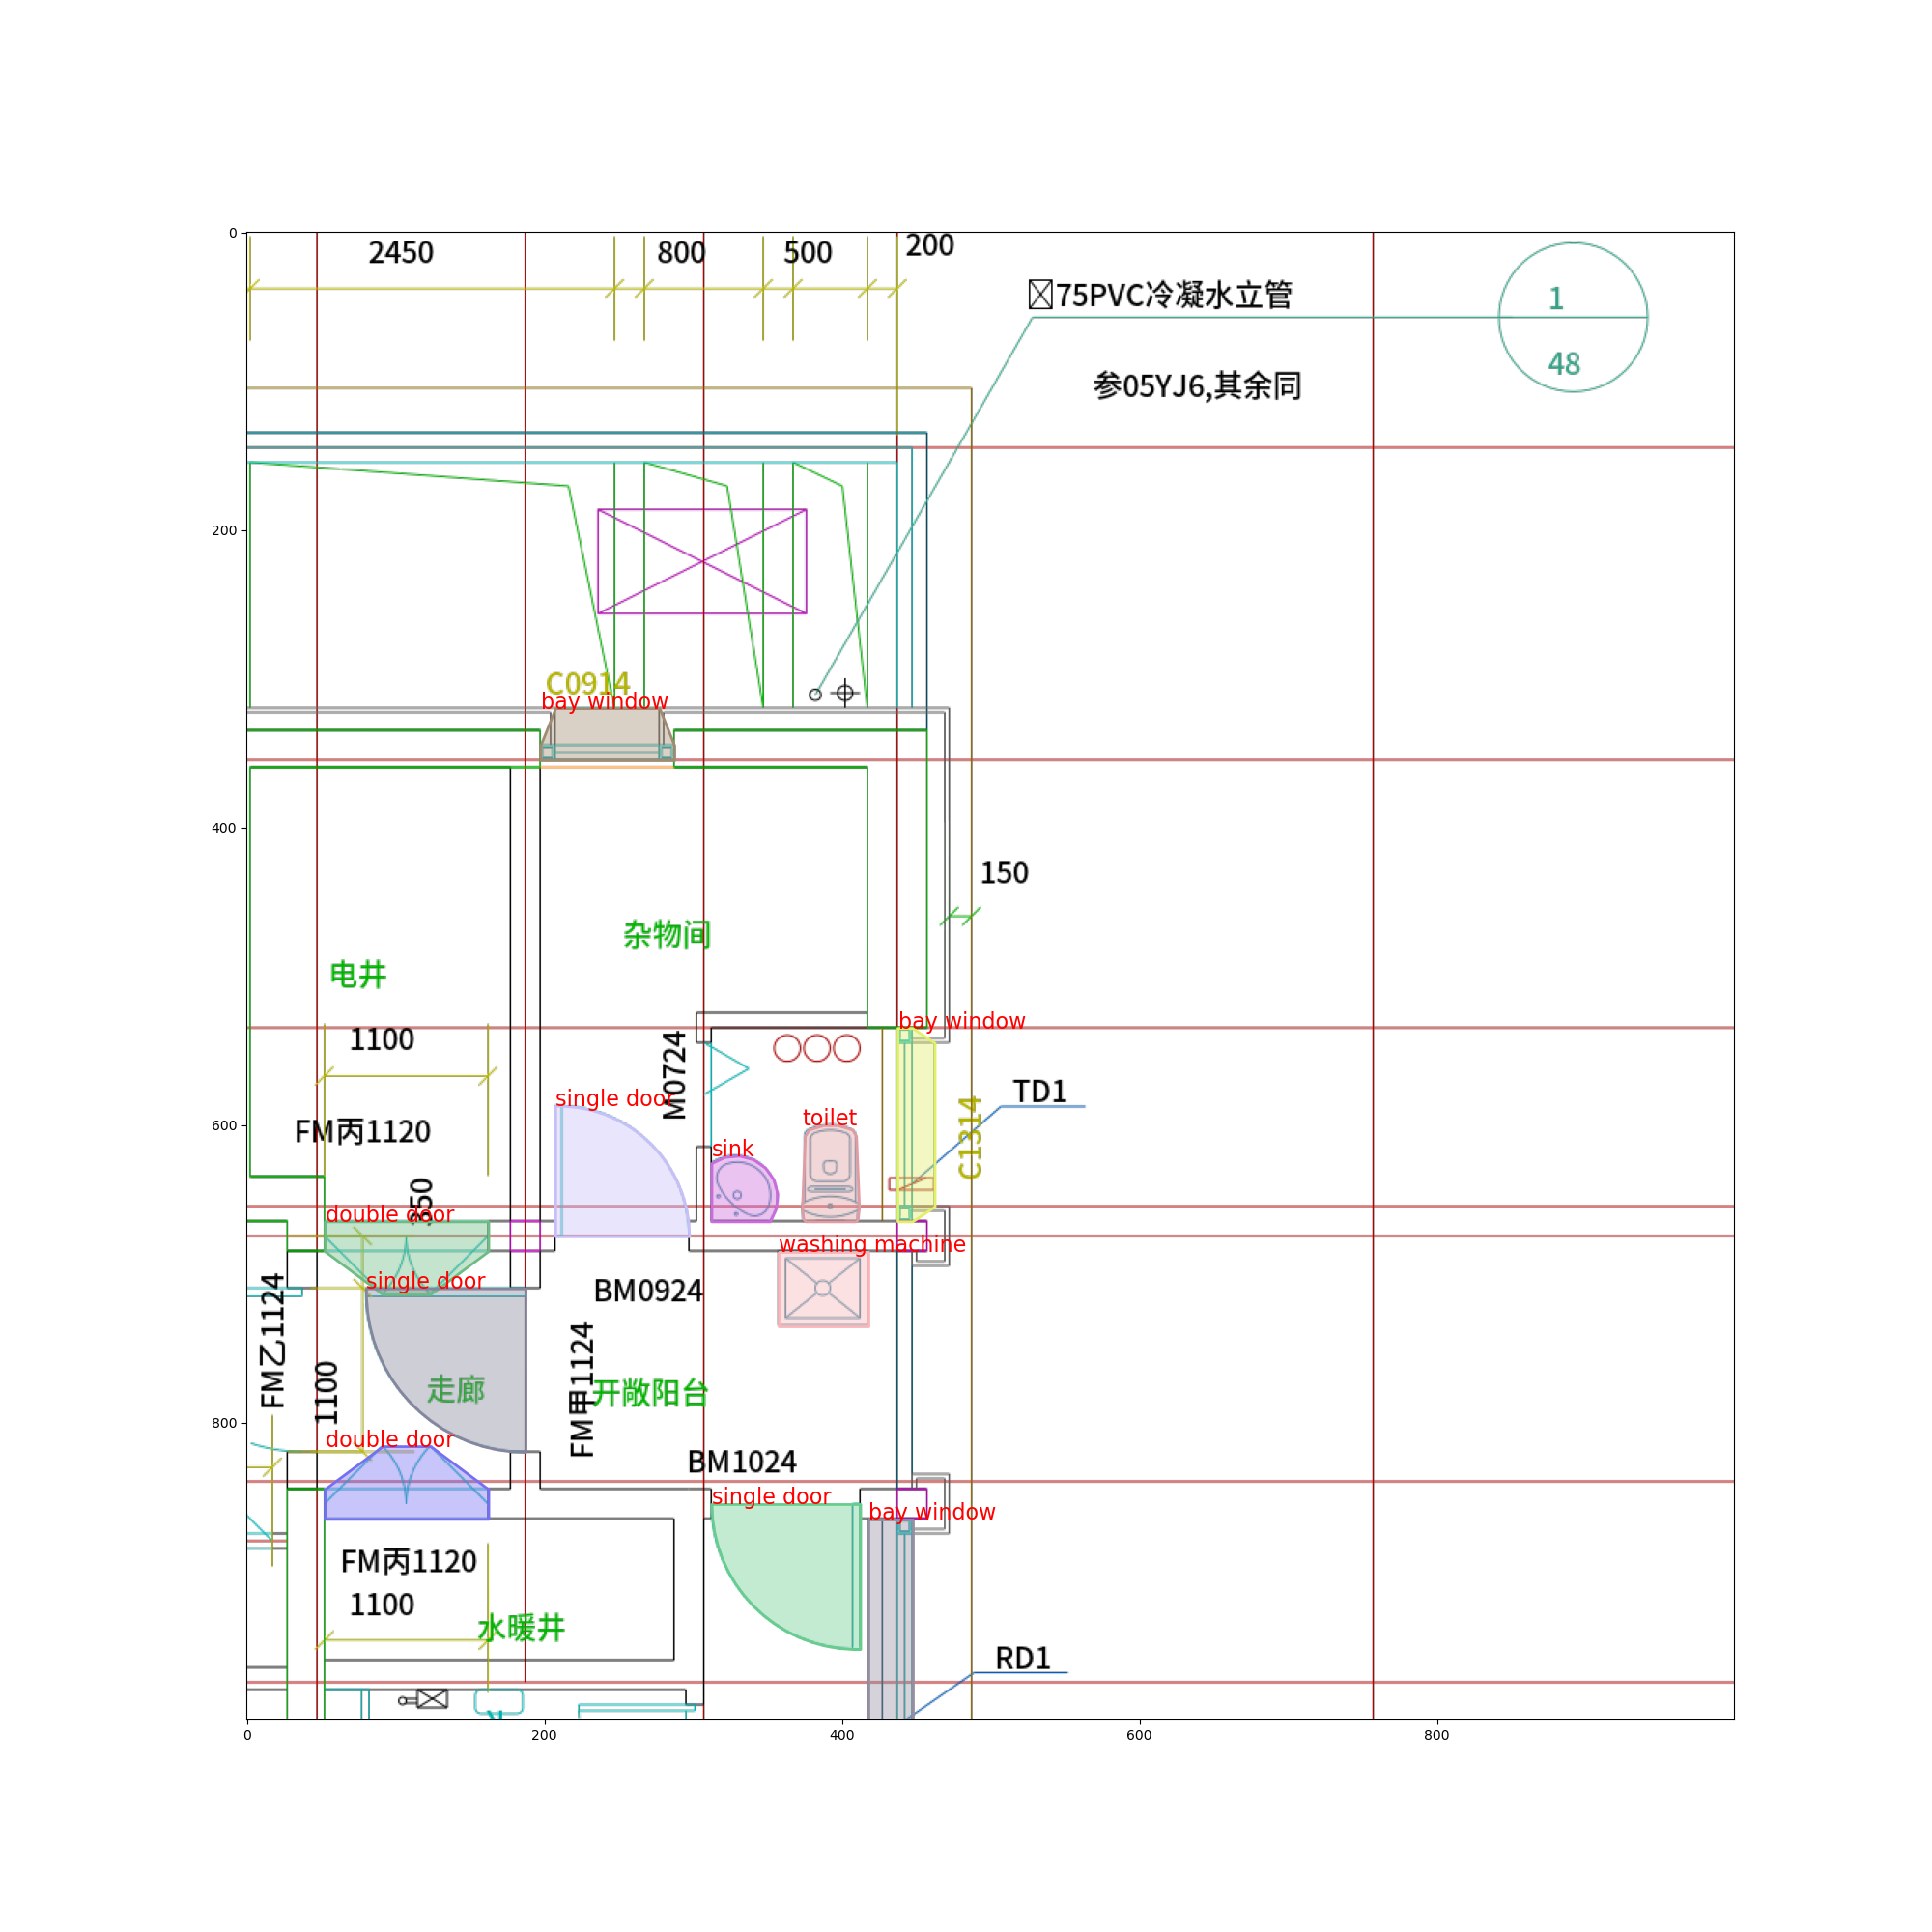 0
2450
800
500
200
75PVC冷凝水立管
1
48
参05YJ6,其余同
200
C0914
bay window
400
150
杂物间
电井
1100
bay window
M0724
TD1
C1314
single door
toilet
sink
600
FM丙1120
350
double door
washing machine
single door
BM0924
FM乙1124
1100
走廊
FM甲1124
开敞阳台
800
double door
BM1024
single door
bay window
FM丙1120
1100
水暖井
RD1
0
200
400
600
800